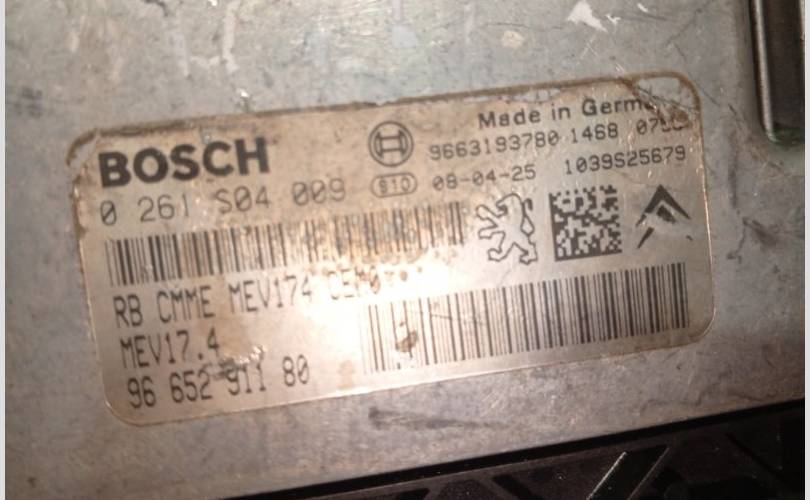 Made in
BOSCH
9663193780 1468
0 261 S04 009
S10
08-04-25
1039S25679
RB CMME MEV174
MEV17.4
96 652 911 80